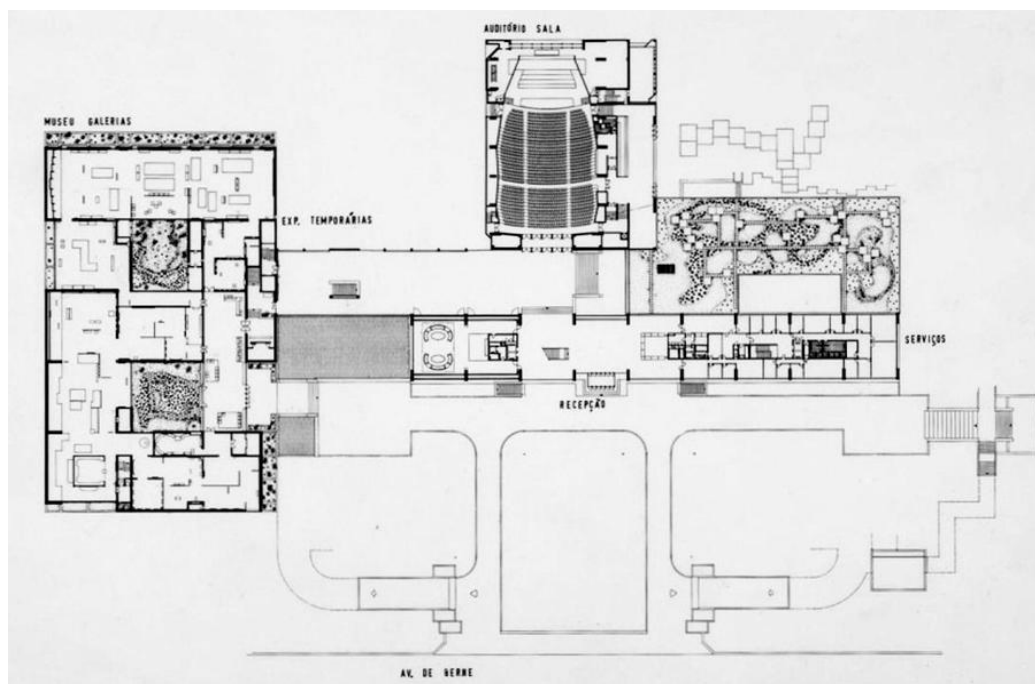 AUDITÓRIO SALA
MUSEU GALERIAS
EXP. TEMPORÁRIAS
SERVIÇOS
RECEPÇÃO
AV. DE BERNE